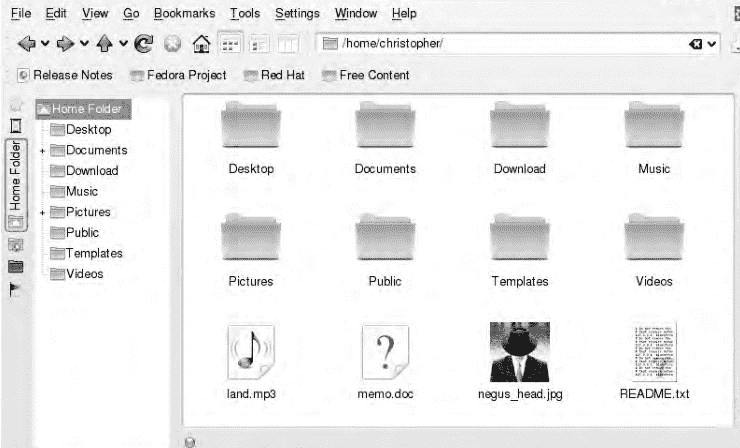 File Edit View Go Bookmarks Tools Settings Window Help
/home/christopher/
Release Notes Fedora Project Red Hat Free Content
Home Folder
Home Folder
Desktop
Documents
Download
Music
Pictures
Public
Templates
Videos
Desktop Documents Download Music
Pictures Public Templates Videos
land.mp3 memo.doc negus_head.jpg README.txt